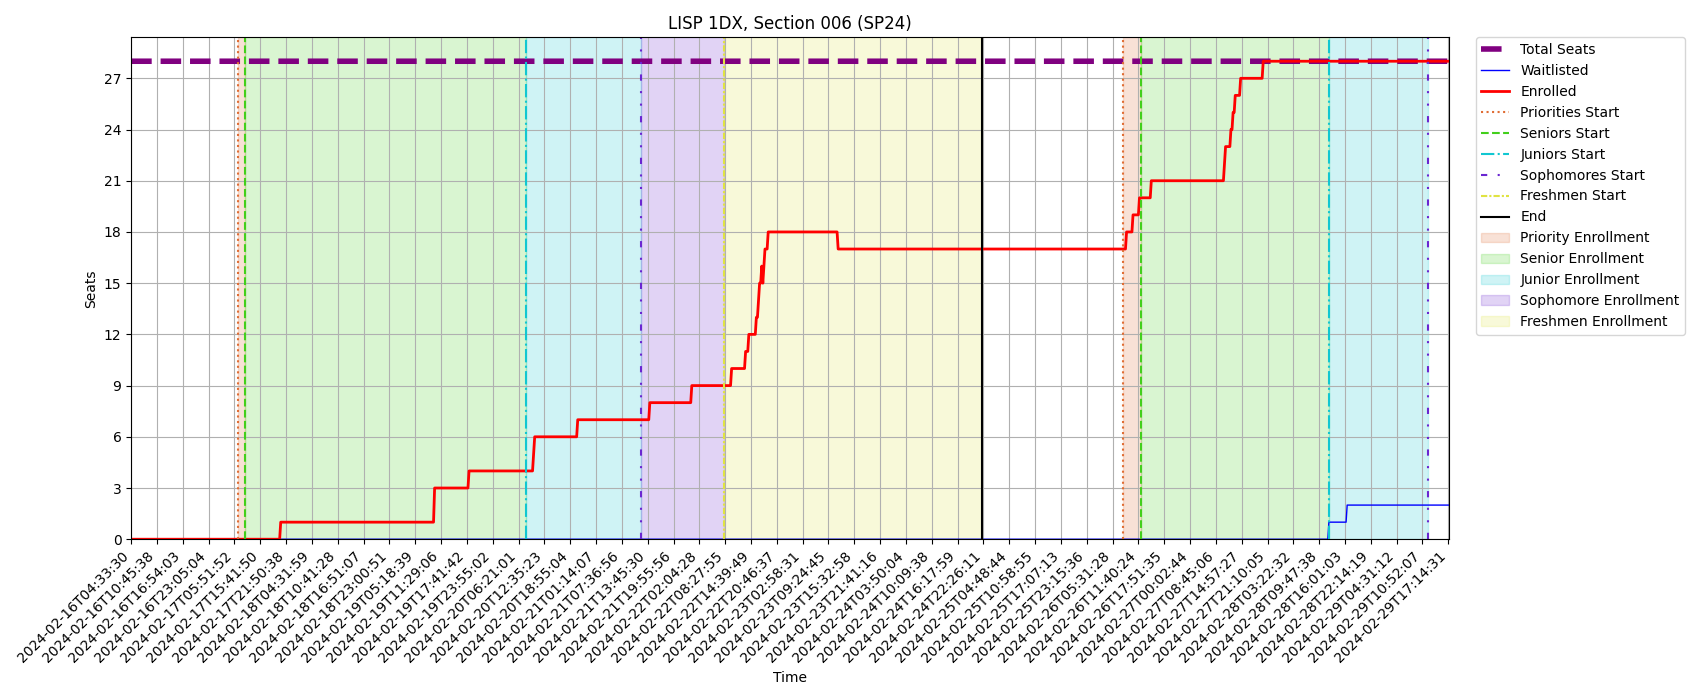 LISP 1DX, Section 006 (SP24)
Seats
27
24
21
18
15
12
9
6
3
0
2024-02-16T04:33:30
2024-02-16T10:45:38
2024-02-16T16:54:03
2024-02-16T23:05:04
2024-02-17T05:51:52
2024-02-17T15:41:50
2024-02-17T21:50:38
2024-02-18T04:31:59
2024-02-18T10:41:28
2024-02-18T16:51:07
2024-02-18T23:00:51
2024-02-19T05:18:39
2024-02-19T11:29:06
2024-02-19T17:41:42
2024-02-19T23:55:02
2024-02-20T06:21:01
2024-02-20T12:35:23
2024-02-20T18:55:04
2024-02-21T01:14:07
2024-02-21T07:36:56
2024-02-21T13:45:30
2024-02-21T19:55:56
2024-02-22T02:04:28
2024-02-22T08:27:55
2024-02-22T14:39:49
2024-02-22T20:46:37
2024-02-23T02:58:31
2024-02-23T09:24:45
2024-02-23T15:32:58
2024-02-23T21:41:16
2024-02-24T03:50:04
2024-02-24T10:09:38
2024-02-24T16:17:59
2024-02-24T22:26:11
2024-02-25T04:48:44
2024-02-25T10:58:55
2024-02-25T17:07:13
2024-02-25T23:15:36
2024-02-26T05:31:28
2024-02-26T11:40:24
2024-02-26T17:51:35
2024-02-27T00:02:44
2024-02-27T08:45:06
2024-02-27T14:57:27
2024-02-27T21:10:05
2024-02-28T03:22:32
2024-02-28T09:47:38
2024-02-28T16:01:03
2024-02-28T22:14:19
2024-02-29T04:31:12
2024-02-29T10:52:07
2024-02-29T17:14:31
Time
Total Seats
Waitlisted
Enrolled
Priorities Start
Seniors Start
Juniors Start
Sophomores Start
Freshmen Start
End
Priority Enrollment
Senior Enrollment
Junior Enrollment
Sophomore Enrollment
Freshmen Enrollment